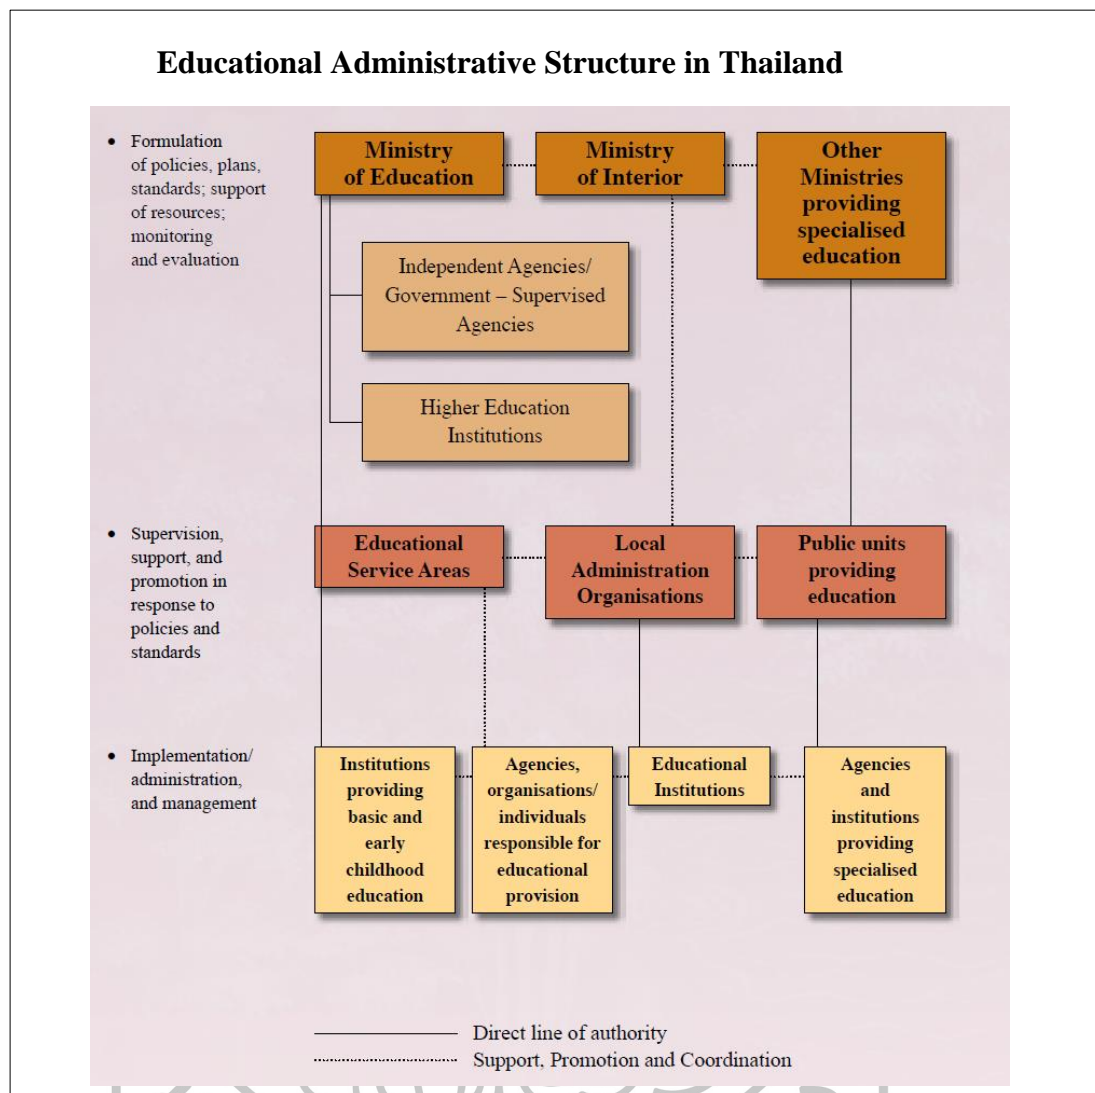 Educational Administrative Structure in Thailand
• Formulation
of policies, plans,
standards; support
of resources;
monitoring
and evaluation
Ministry
of Education
Ministry
of Interior
Other
Ministries
providing
specialised
education
Independent Agencies/
Government – Supervised
Agencies
Higher Education
Institutions
• Supervision,
support, and
promotion in
response to
policies and
standards
Educational
Service Areas
Local
Administration
Organisations
Public units
providing
education
• Implementation/
administration,
and management
Institutions
providing
basic and
early
childhood
education
Agencies,
organisations/
individuals
responsible for
educational
provision
Educational
Institutions
Agencies
and
institutions
providing
specialised
education
Direct line of authority
Support, Promotion and Coordination